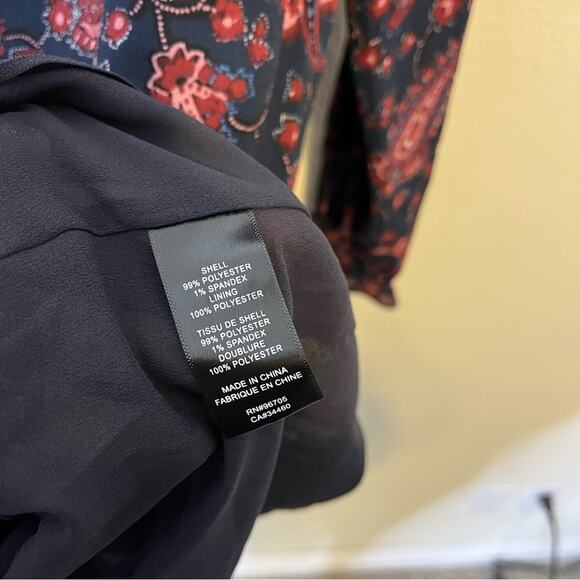 SHELL
99% POLYESTER
1% SPANDEX
LINING
100% POLYESTER
TISSU DE SHELL
99% POLYESTER
1% SPANDEX
DOUBLURE
100% POLYESTER
MADE IN CHINA
FABRIQUE EN CHINE
RN#96705
CA#34460